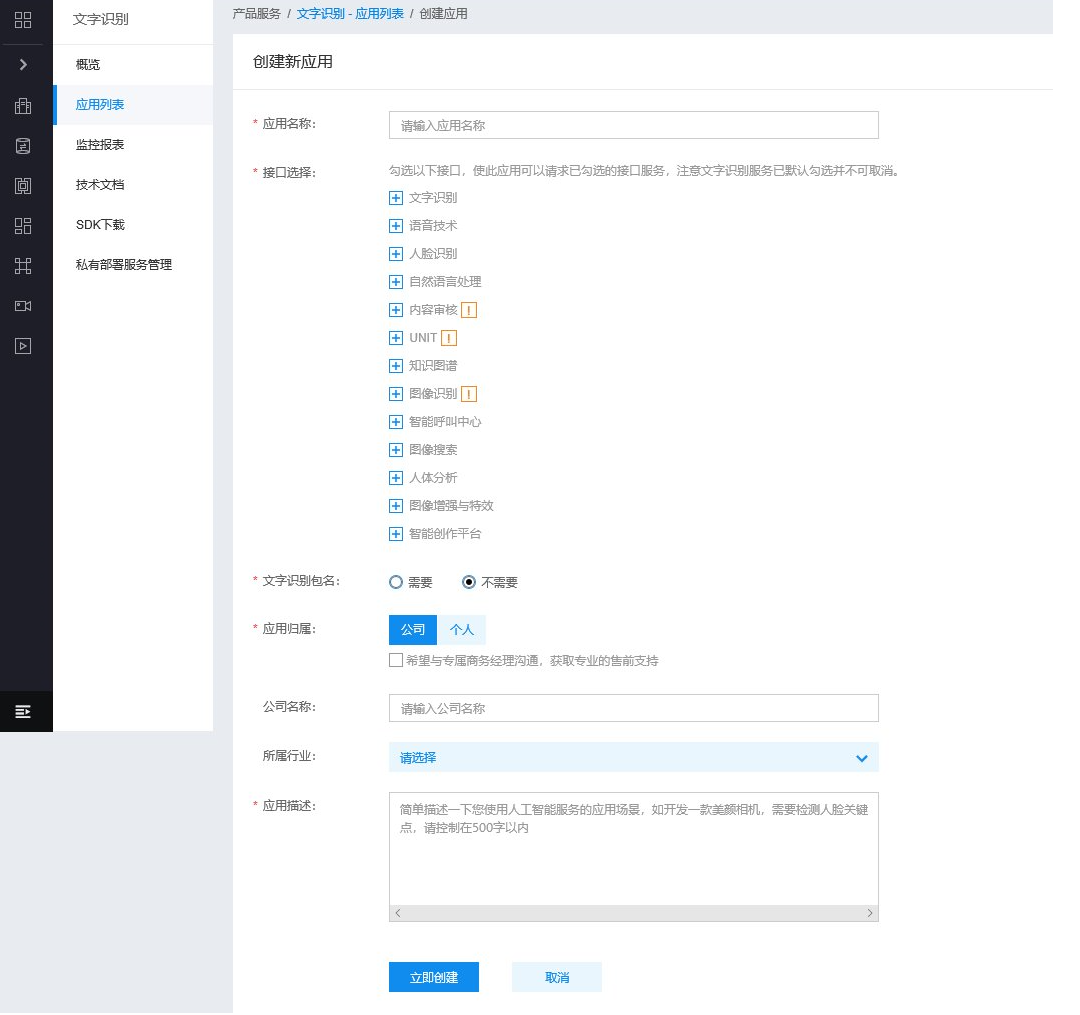 文字识别
概览
应用列表
监控报表
技术文档
SDK下载
私有部署服务管理
产品服务 / 文字识别 - 应用列表 / 创建应用
创建新应用
* 应用名称：
请输入应用名称
* 接口选择：
勾选以下接口，使此应用可以请求已勾选的接口服务，注意文字识别服务已默认勾选并不可取消。
文字识别
语音技术
人脸识别
自然语言处理
内容审核 !
UNIT !
知识图谱
图像识别 !
智能呼叫中心
图像搜索
人体分析
图像增强与特效
智能创作平台
* 文字识别包名：
需要 不需要
* 应用归属：
公司 个人
希望与专属商务经理沟通，获取专业的售前支持
公司名称：
请输入公司名称
所属行业：
请选择
* 应用描述：
简单描述一下您使用人工智能服务的应用场景，如开发一款美颜相机，需要检测人脸关键
点，请控制在500字以内
立即创建 取消